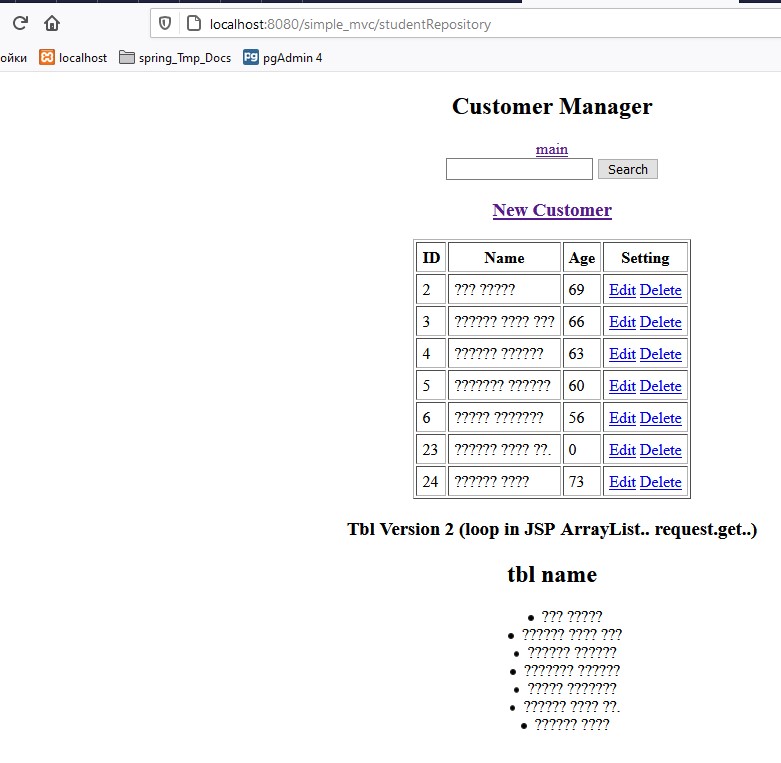 localhost:8080/simple_mvc/studentRepository
ойки localhost spring_Tmp_Docs pgAdmin 4
Customer Manager
main
Search
New Customer
ID Name Age Setting
2 ??? ????? 69 Edit Delete
3 ?????? ???? ??? 66 Edit Delete
4 ?????? ?????? 63 Edit Delete
5 ??????? ?????? 60 Edit Delete
6 ????? ??????? 56 Edit Delete
23 ?????? ???? ??. 0 Edit Delete
24 ?????? ???? 73 Edit Delete
Tbl Version 2 (loop in JSP ArrayList.. request.get..)
tbl name
• ??? ?????
• ?????? ???? ???
• ?????? ??????
• ??????? ??????
• ????? ???????
• ?????? ???? ??.
• ?????? ????